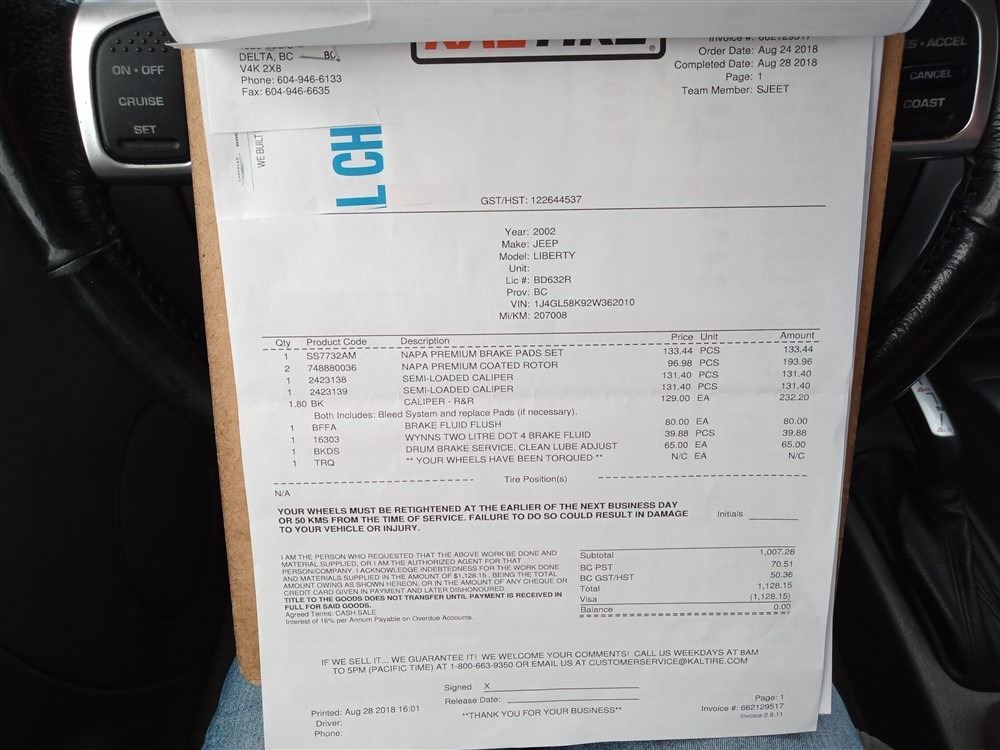 ON • OFF
CRUISE
SET
CANCEL
COAST
DELTA, BC
BC
V4K 2X8
Phone: 604-946-6133
Fax: 604-946-6635
WE BUILT
L CH
KAL TIRE
Order Date: Aug 24 2018
Completed Date: Aug 28 2018
Page: 1
Team Member: SJEET
GST/HST: 122644537
Year: 2002
Make: JEEP
Model: LIBERTY
Unit:
Lic #: BD632R
Prov: BC
VIN: 1J4GL58K92W362010
Mi/KM: 207008
Qty Product Code Description Price Unit Amount
1 SS7732AM NAPA PREMIUM BRAKE PADS SET 133.44 PCS 133.44
2 748880036 NAPA PREMIUM COATED ROTOR 96.98 PCS 193.96
1 2423138 SEMI-LOADED CALIPER 131.40 PCS 131.40
1 2423139 SEMI-LOADED CALIPER 131.40 PCS 131.40
1.80 BK CALIPER - R&R 129.00 EA 232.20
Both Includes: Bleed System and replace Pads (if necessary).
1 BFFA BRAKE FLUID FLUSH 80.00 EA 80.00
1 16303 WYNNS TWO LITRE DOT 4 BRAKE FLUID 39.88 PCS 39.88
1 BKDS DRUM BRAKE SERVICE, CLEAN LUBE ADJUST 65.00 EA 65.00
1 TRQ ** YOUR WHEELS HAVE BEEN TORQUED ** N/C EA N/C
Tire Position(s)
N/A
YOUR WHEELS MUST BE RETIGHTENED AT THE EARLIER OF THE NEXT BUSINESS DAY
OR 50 KMS FROM THE TIME OF SERVICE. FAILURE TO DO SO COULD RESULT IN DAMAGE
TO YOUR VEHICLE OR INJURY.
Initials
I AM THE PERSON WHO REQUESTED THAT THE ABOVE WORK BE DONE AND
MATERIAL SUPPLIED, OR I AM THE AUTHORIZED AGENT FOR THAT
PERSON/COMPANY. I ACKNOWLEDGE INDEBTEDNESS FOR THE WORK DONE
AND MATERIALS SUPPLIED IN THE AMOUNT OF $1,128.15 , BEING THE TOTAL
AMOUNT OWING AS SHOWN HEREON, OR IN THE AMOUNT OF ANY CHEQUE OR
CREDIT CARD GIVEN IN PAYMENT AND LATER DISHONOURED.
TITLE TO THE GOODS DOES NOT TRANSFER UNTIL PAYMENT IS RECEIVED IN
FULL FOR SAID GOODS.
Agreed Terms: CASH SALE
Interest of 16% per Annum Payable on Overdue Accounts.
Subtotal 1,007.28
BC PST 70.51
BC GST/HST 50.36
Total 1,128.15
Visa (1,128.15)
Balance 0.00
IF WE SELL IT... WE GUARANTEE IT! WE WELCOME YOUR COMMENTS! CALL US WEEKDAYS AT 8AM
TO 5PM (PACIFIC TIME) AT 1-800-663-9350 OR EMAIL US AT CUSTOMERSERVICE@KALTIRE.COM
Signed X
Release Date:
**THANK YOU FOR YOUR BUSINESS**
Printed: Aug 28 2018 16:01
Driver:
Phone:
Page: 1
Invoice #: 662129517
Invoice-2.6.11